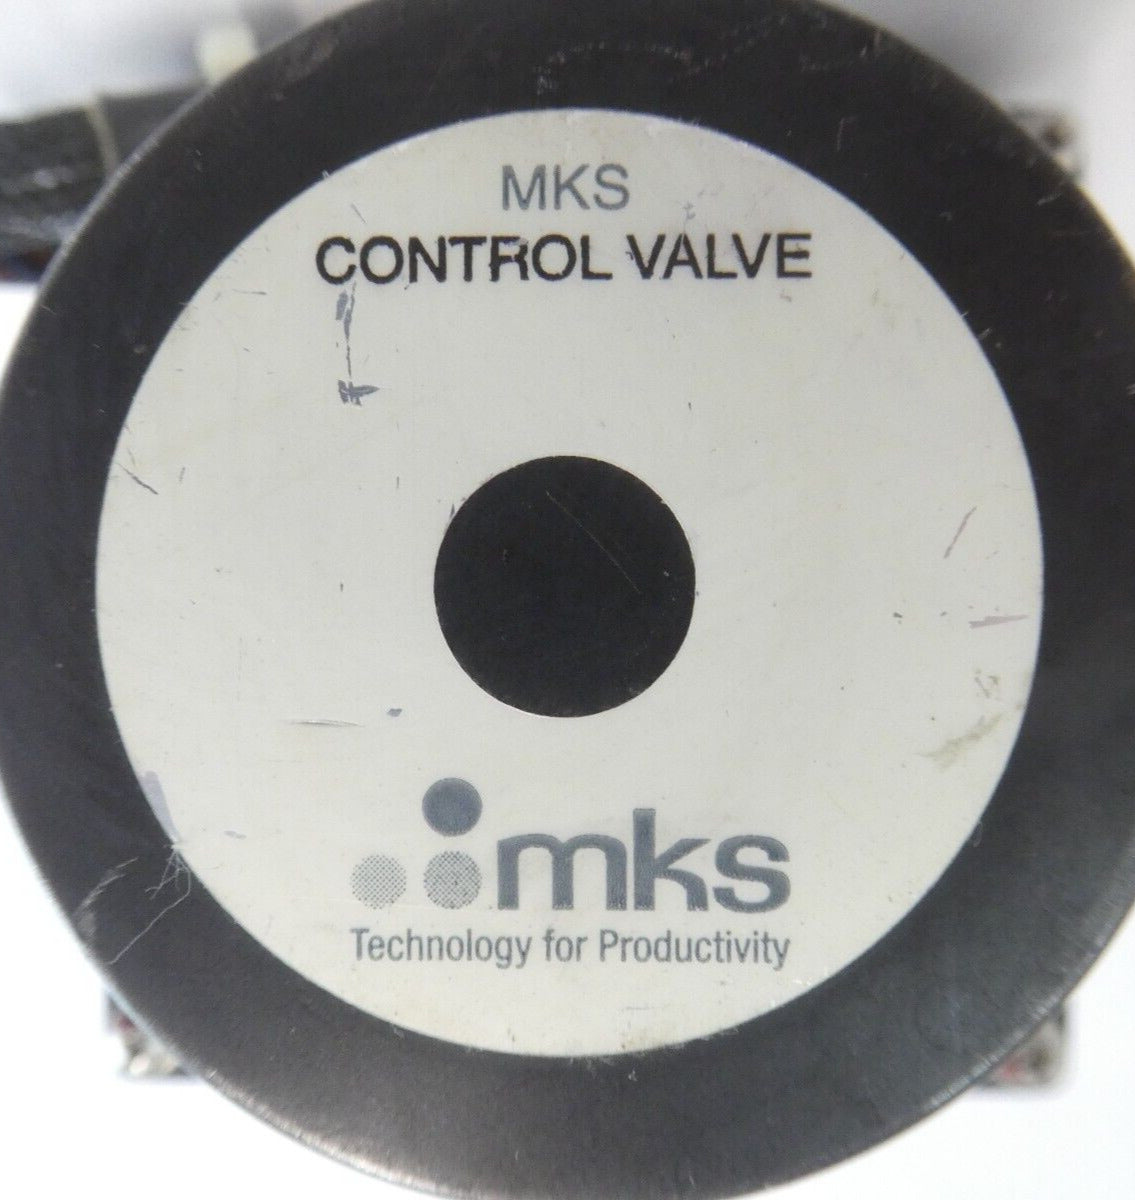 MKS
CONTROL VALVE
mks
Technology for Productivity